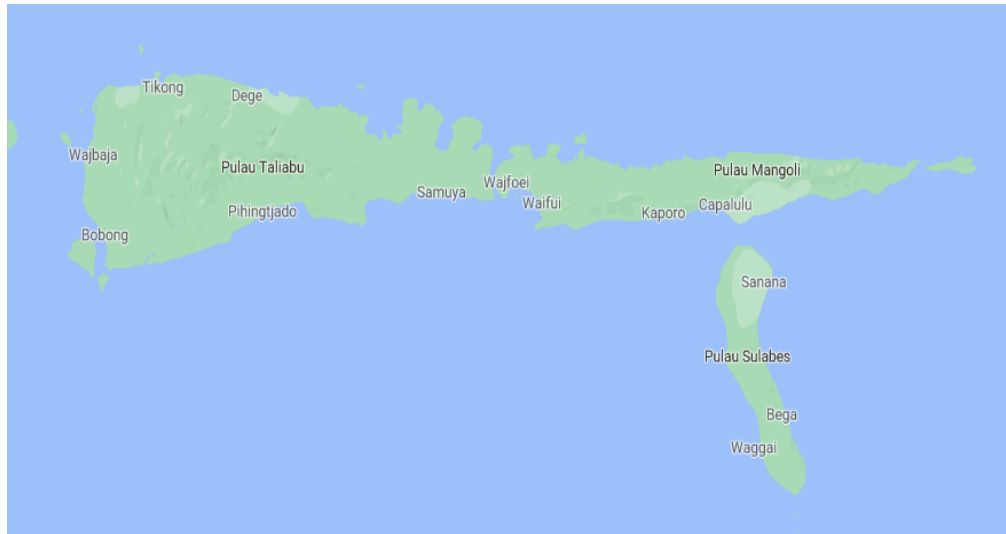 Tikong
Dege
Wajbaja
Pulau Taliabu
Pulau Mangoli
Wajfoei
Samuya
Waifui
Capalulu
Pihingtjado
Kaporo
Bobong
Sanana
Pulau Sulabes
Bega
Waggai